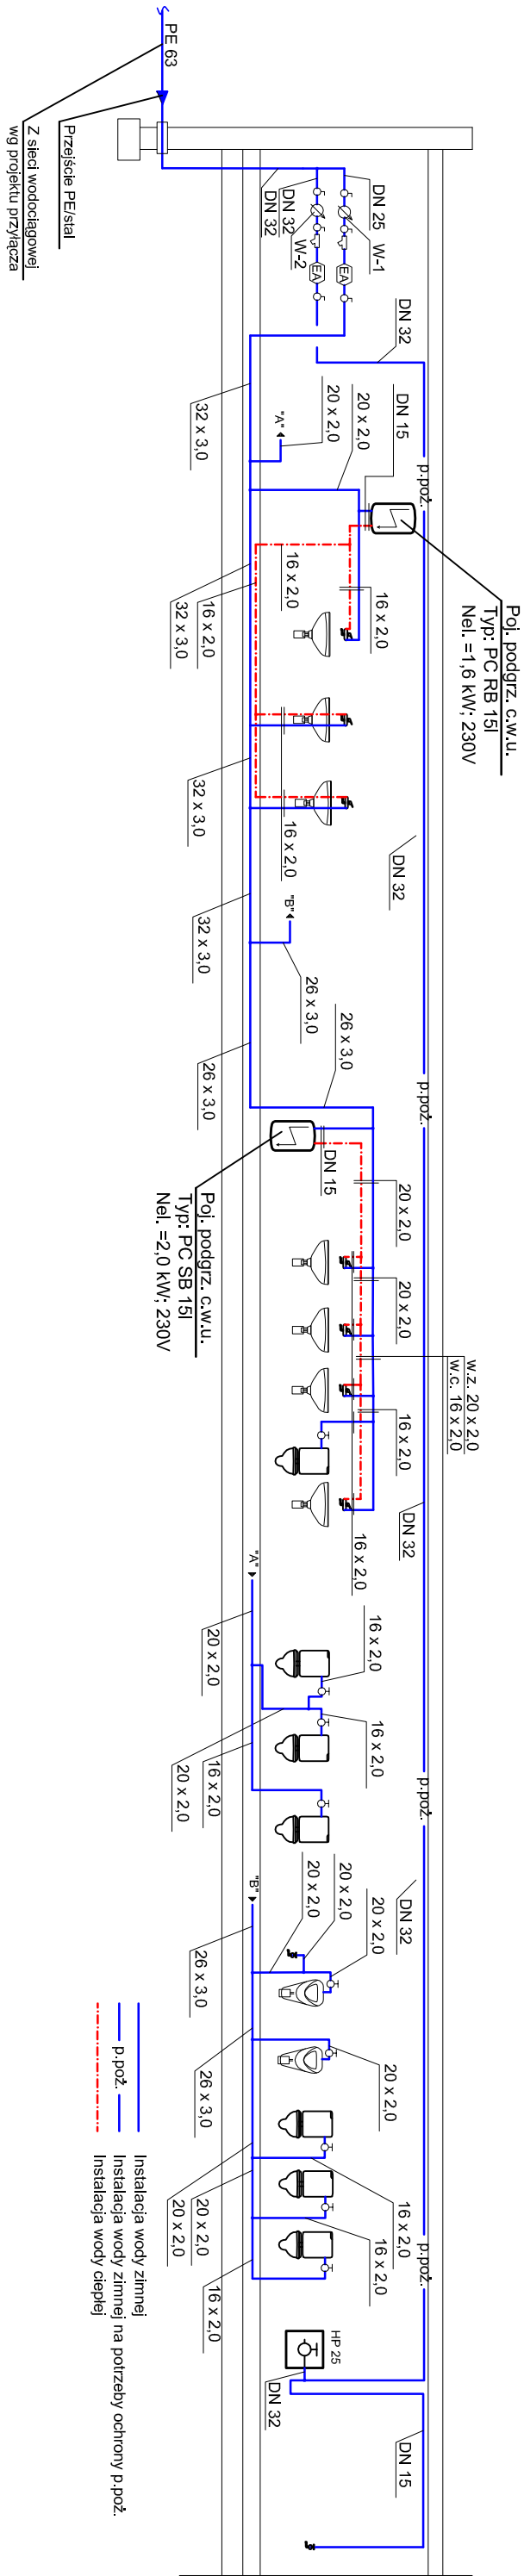 PE 63
Przejście PE/stal
Z sieci wodociągowej
wg projektu przyłącza
DN 25
W-1
DN 32
DN 32
W-2
EA
EA
DN 32
p.poż.
DN 15
20 x 2,0
20 x 2,0
"A"
32 x 3,0
Poj. podgrz. c.w.u.
Typ: PC RB 15l
Nel. =1,6 kW; 230V
16 x 2,0
16 x 2,0
16 x 2,0
32 x 3,0
32 x 3,0
16 x 2,0
DN 32
"B"
32 x 3,0
26 x 3,0
26 x 3,0
26 x 3,0
p.poż.
DN 15
Poj. podgrz. c.w.u.
Typ: PC SB 15l
Nel. =2,0 kW; 230V
20 x 2,0
20 x 2,0
w.z. 20 x 2,0
w.c. 16 x 2,0
16 x 2,0
DN 32
16 x 2,0
"A"
20 x 2,0
16 x 2,0
16 x 2,0
16 x 2,0
20 x 2,0
p.poż.
"B"
20 x 2,0
20 x 2,0
20 x 2,0
DN 32
26 x 3,0
20 x 2,0
26 x 3,0
16 x 2,0
16 x 2,0
20 x 2,0
20 x 2,0
16 x 2,0
p.poż.
HP 25
DN 32
DN 15
Instalacja wody zimnej
p.poż.
Instalacja wody zimnej na potrzeby ochrony p.poż.
Instalacja wody ciepłej